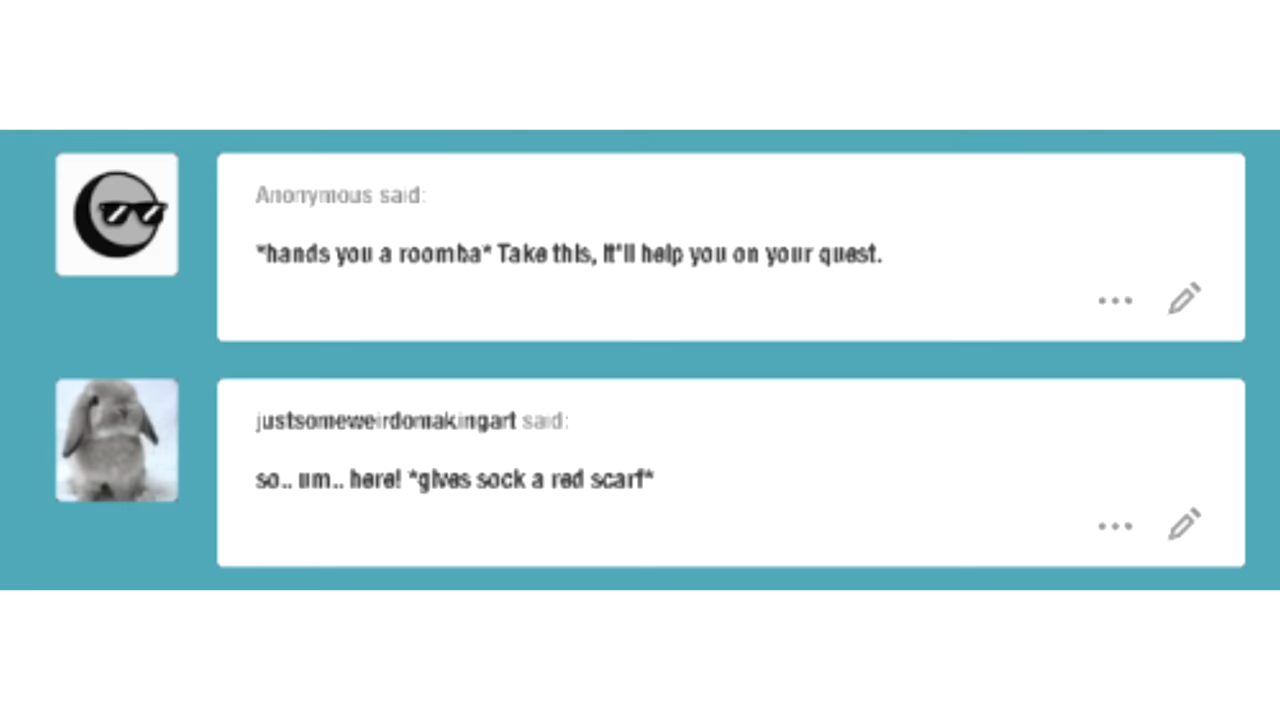 Anonymous said:
*hands you a roomba* Take this, it'll help you on your quest.
justsomeweirdomakingart said:
so.. um.. here! *gives sock a red scarf*